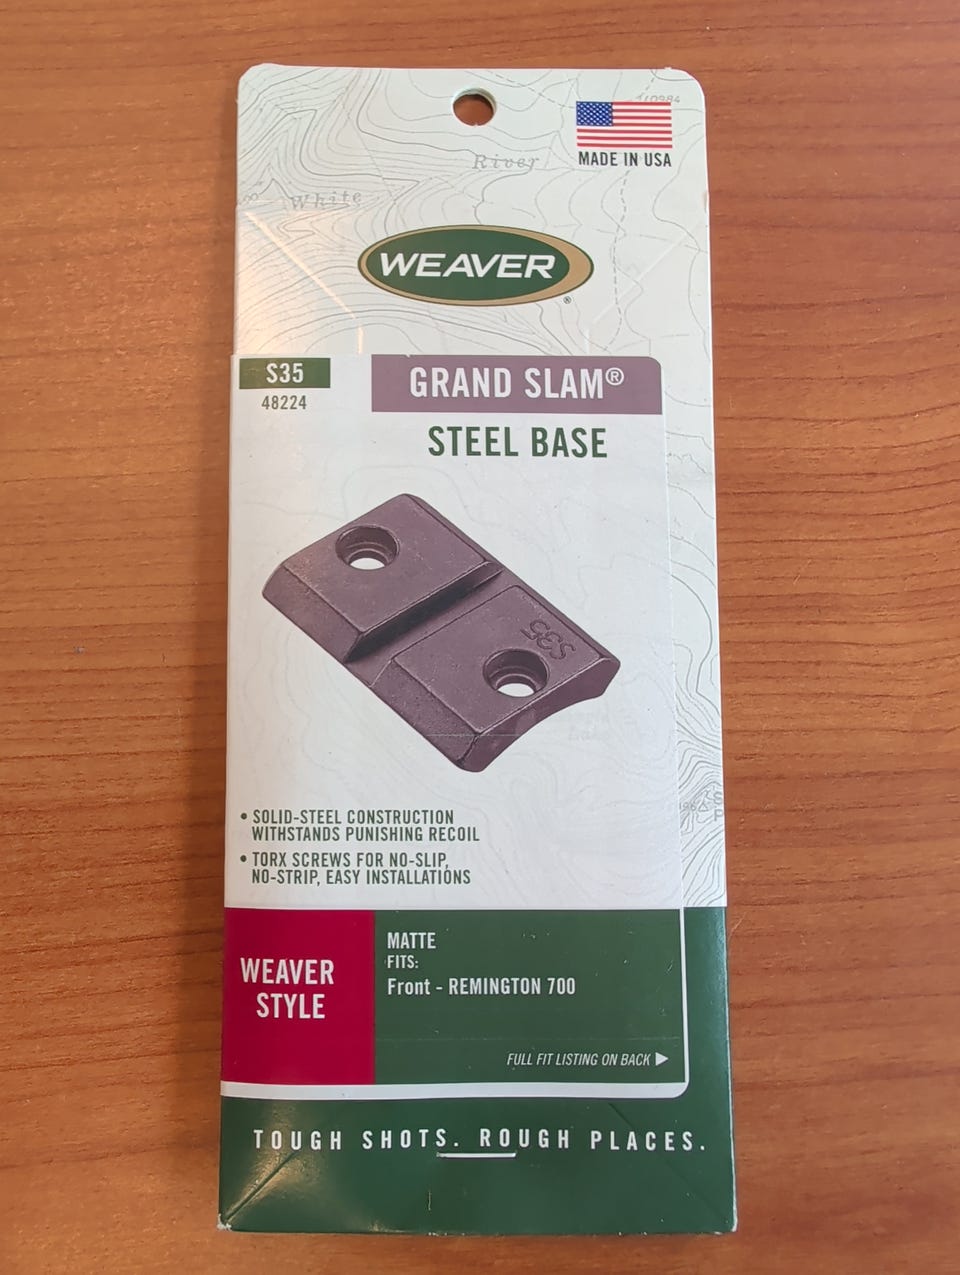 110984
MADE IN USA
River
White
WEAVER®
S35
48224
GRAND SLAM®
STEEL BASE
S35
• SOLID-STEEL CONSTRUCTION
WITHSTANDS PUNISHING RECOIL
• TORX SCREWS FOR NO-SLIP,
NO-STRIP, EASY INSTALLATIONS
WEAVER
STYLE
MATTE
FITS:
Front - REMINGTON 700
FULL FIT LISTING ON BACK ▶
TOUGH SHOTS. ROUGH PLACES.